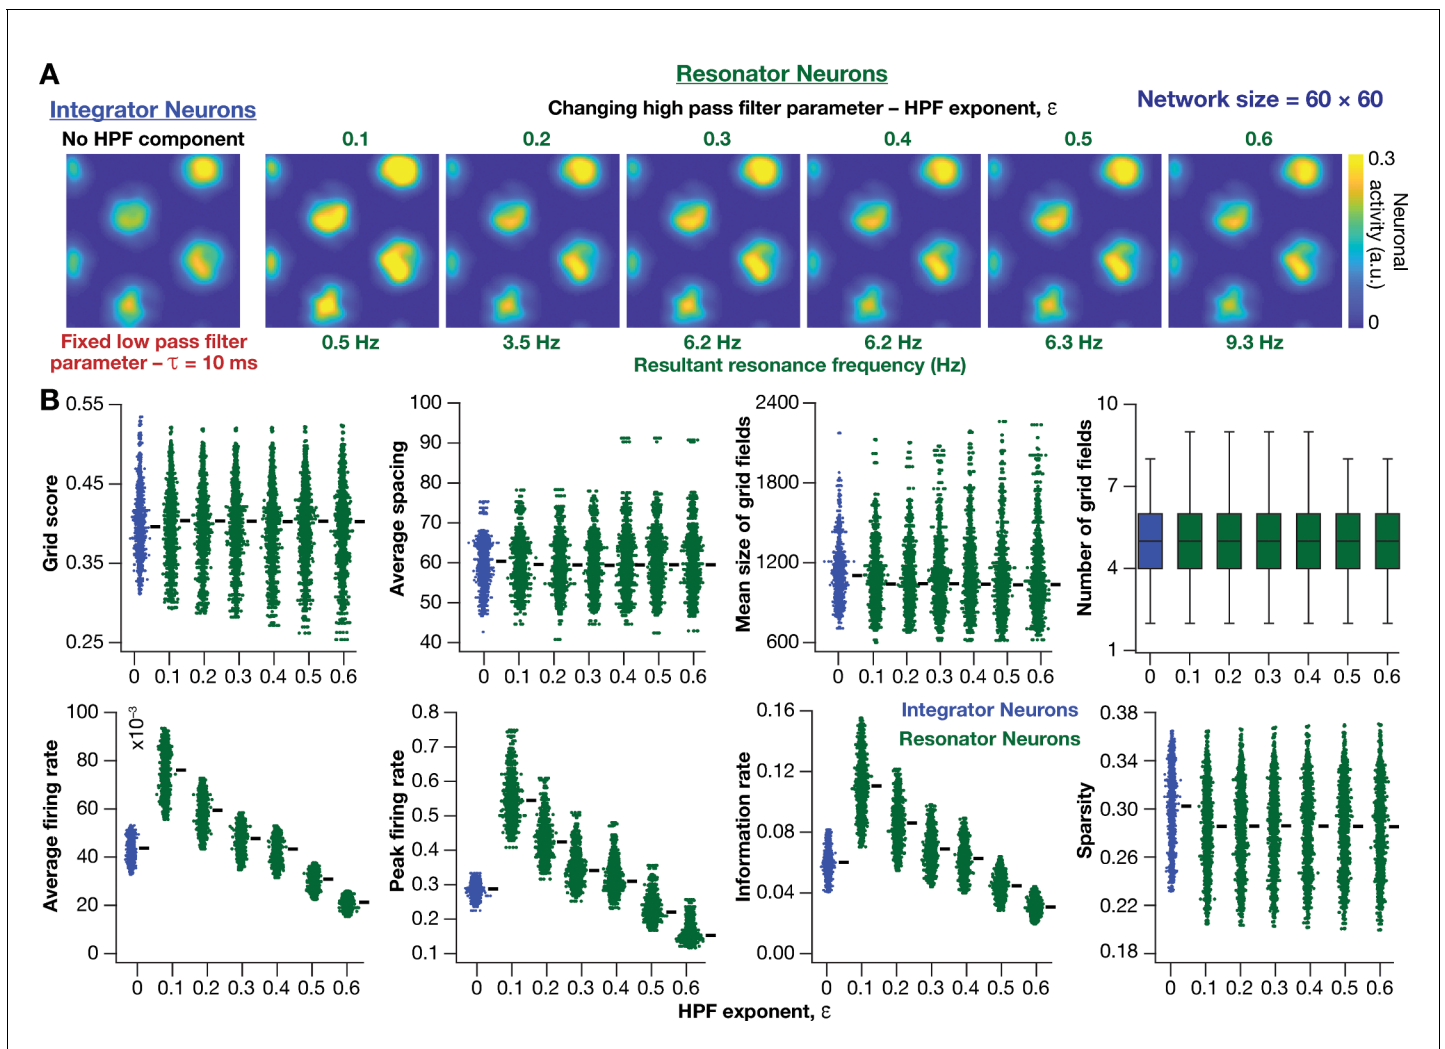 A
Resonator Neurons
Integrator Neurons
Changing high pass filter parameter – HPF exponent, ε
Network size = 60 × 60
No HPF component
0.1 0.2 0.3 0.4 0.5 0.6
0.3
Neuronal
activity (a.u.)
0
Fixed low pass filter
parameter – τ = 10 ms
0.5 Hz 3.5 Hz 6.2 Hz 6.2 Hz 6.3 Hz 9.3 Hz
Resultant resonance frequency (Hz)
B
Grid score
0.55
0.45
0.35
0.25
0 0.1 0.2 0.3 0.4 0.5 0.6
Average spacing
100
90
80
70
60
50
40
0 0.1 0.2 0.3 0.4 0.5 0.6
Mean size of grid fields
2400
1800
1200
600
0 0.1 0.2 0.3 0.4 0.5 0.6
Number of grid fields
10
7
4
1
0 0.1 0.2 0.3 0.4 0.5 0.6
Average firing rate
x10⁻³
100
80
60
40
20
0
0 0.1 0.2 0.3 0.4 0.5 0.6
Peak firing rate
0.8
0.7
0.6
0.5
0.4
0.3
0.2
0.1
0 0.1 0.2 0.3 0.4 0.5 0.6
Information rate
0.16
0.12
0.08
0.04
0.00
0 0.1 0.2 0.3 0.4 0.5 0.6
Integrator Neurons
Resonator Neurons
Sparsity
0.38
0.34
0.30
0.26
0.22
0.18
0 0.1 0.2 0.3 0.4 0.5 0.6
HPF exponent, ε